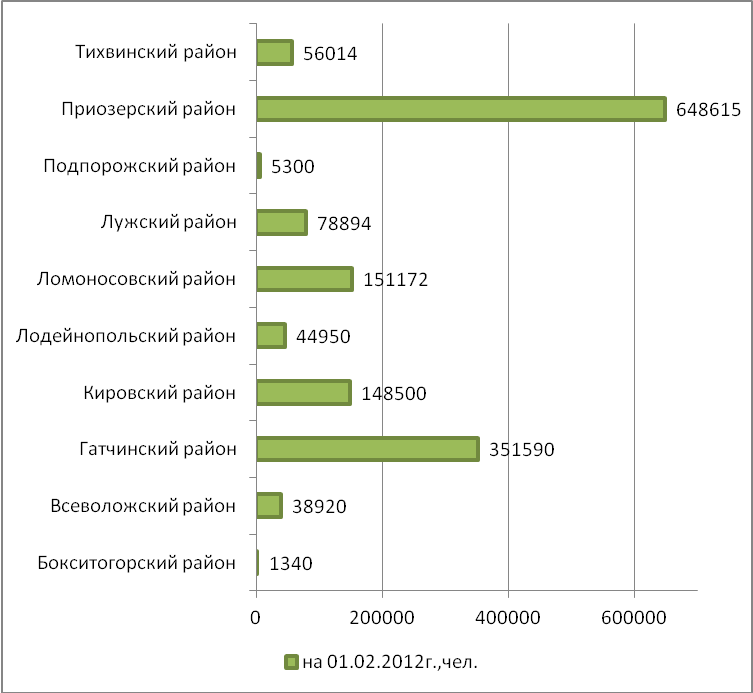 Тихвинский район 56014
Приозерский район 648615
Подпорожский район 5300
Лужский район 78894
Ломоносовский район 151172
Лодейнопольский район 44950
Кировский район 148500
Гатчинский район 351590
Всеволожский район 38920
Бокситогорский район 1340
0 200000 400000 600000
на 01.02.2012г.,чел.